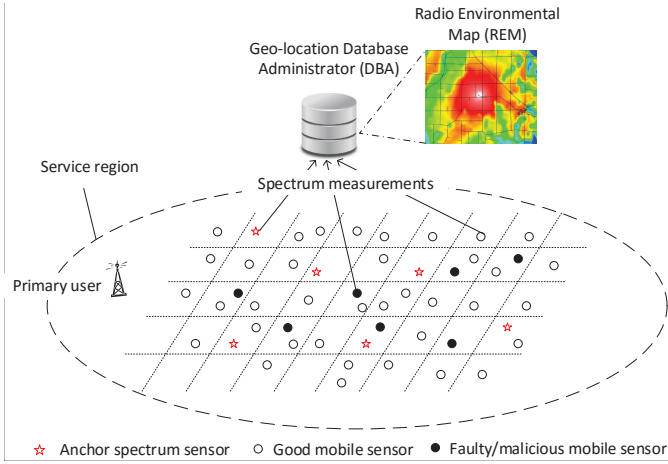 Radio Environmental
Map (REM)
Geo-location Database
Administrator (DBA)
Service region
Spectrum measurements
Primary user
Anchor spectrum sensor
Good mobile sensor
Faulty/malicious mobile sensor